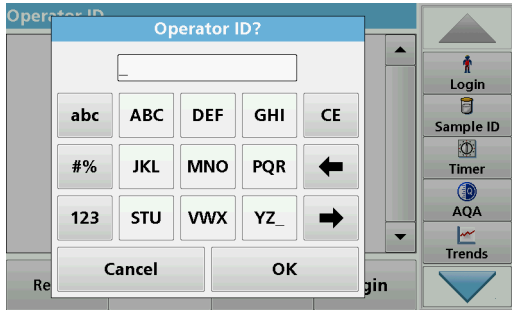 Operator ID
Operator ID?
_
abc ABC DEF GHI CE
#% JKL MNO PQR
123 STU VWX YZ_
Cancel OK
Login
Sample ID
Timer
AQA
Trends